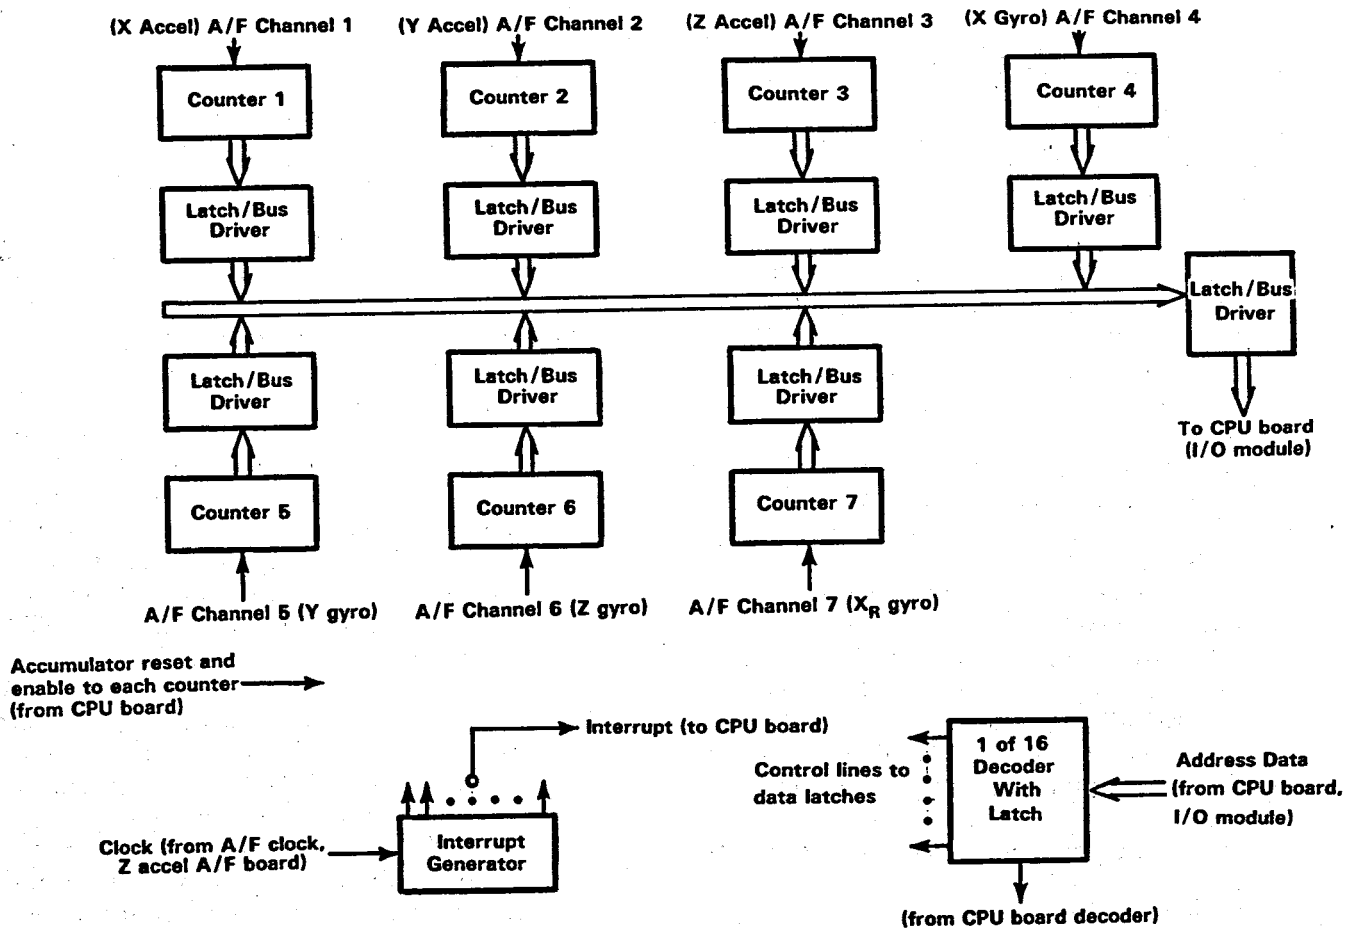 (X Accel) A/F Channel 1
(Y Accel) A/F Channel 2
(Z Accel) A/F Channel 3
(X Gyro) A/F Channel 4
Counter 1
Counter 2
Counter 3
Counter 4
Latch/Bus
Driver
Latch/Bus
Driver
Latch/Bus
Driver
Latch/Bus
Driver
Latch/Bus
Driver
Latch/Bus
Driver
Latch/Bus
Driver
Latch/Bus
Driver
To CPU board
(I/O module)
Counter 5
Counter 6
Counter 7
A/F Channel 5 (Y gyro)
A/F Channel 6 (Z gyro)
A/F Channel 7 (XR gyro)
Accumulator reset and
enable to each counter
(from CPU board)
Interrupt (to CPU board)
Clock (from A/F clock,
Z accel A/F board)
Interrupt
Generator
Control lines to
data latches
1 of 16
Decoder
With
Latch
Address Data
(from CPU board,
I/O module)
(from CPU board decoder)